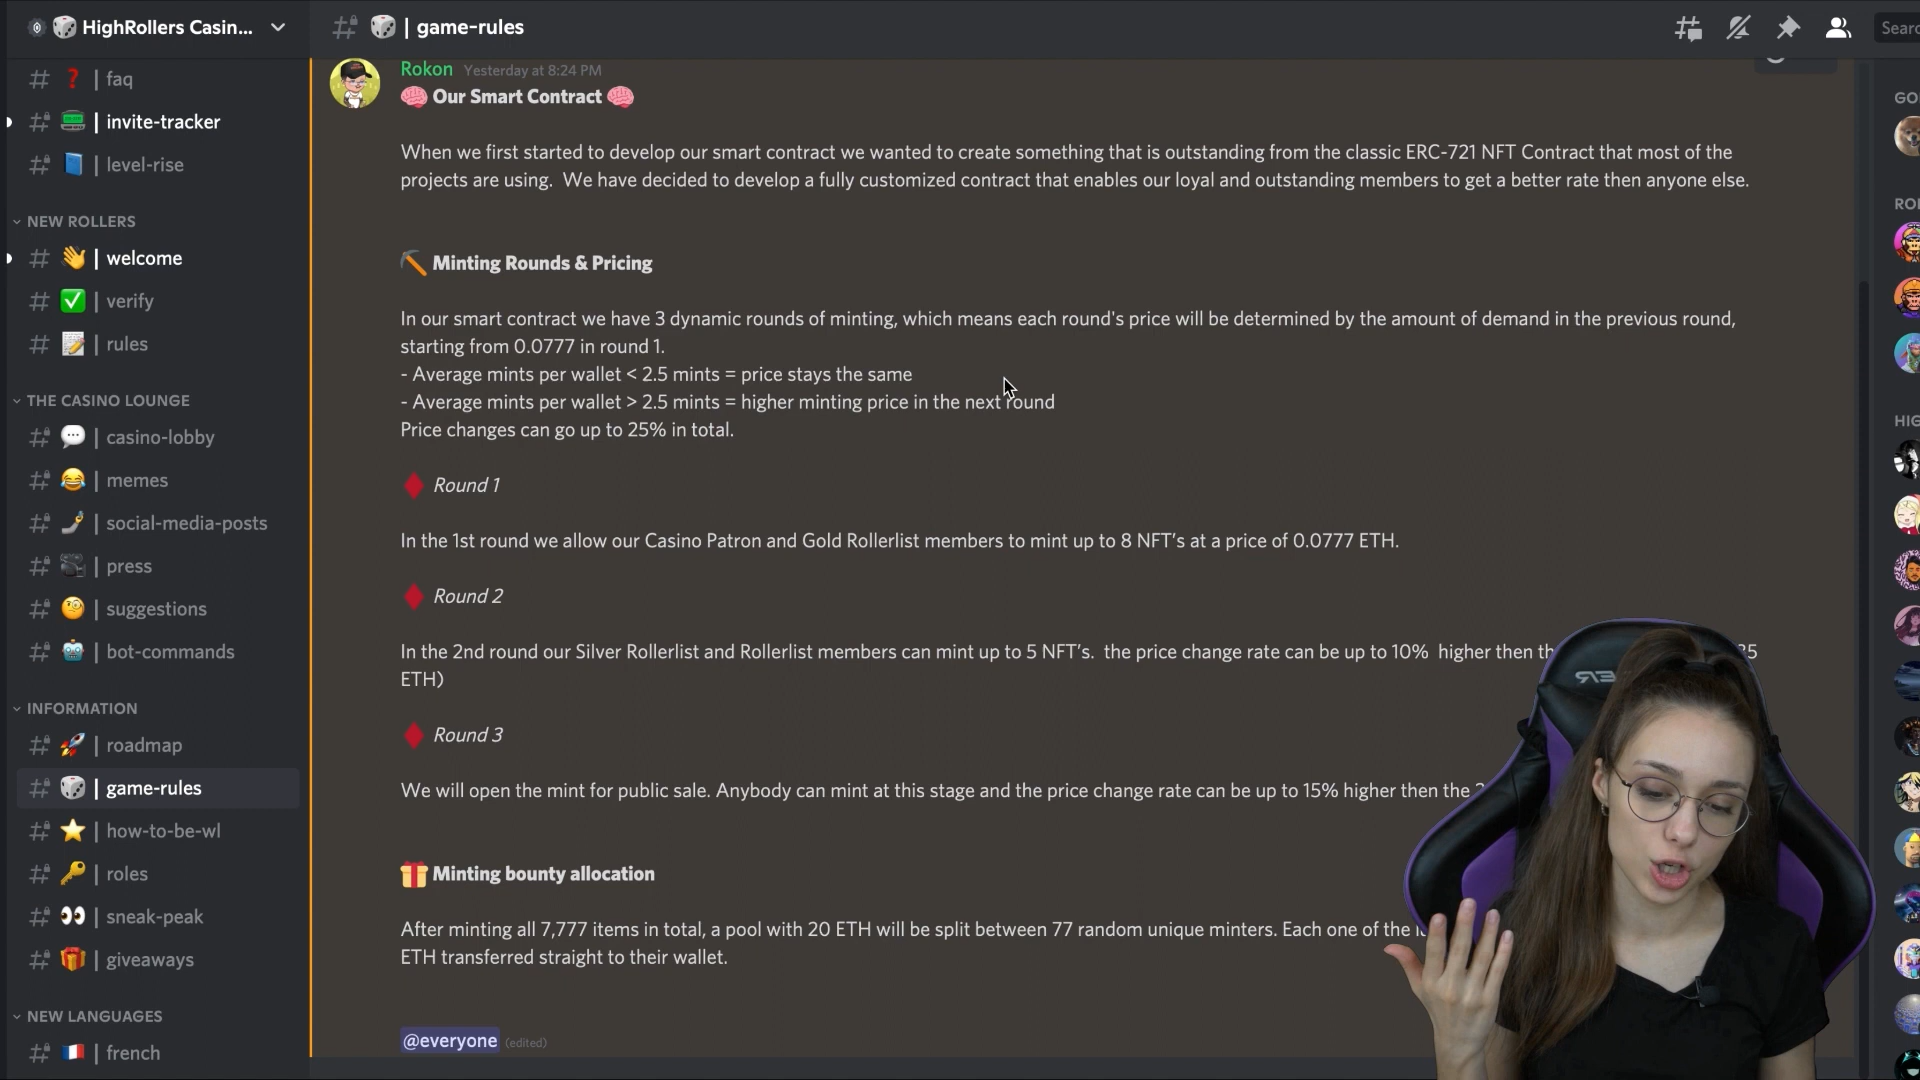 HighRollers Casin...
| game-rules
Searc
# | faq
# | invite-tracker
# | level-rise
NEW ROLLERS
# | welcome
# | verify
# | rules
THE CASINO LOUNGE
# | casino-lobby
# | memes
# | social-media-posts
# | press
# | suggestions
# | bot-commands
INFORMATION
# | roadmap
# | game-rules
# | how-to-be-wl
# | roles
# | sneak-peak
# | giveaways
NEW LANGUAGES
# | french
Rokon Yesterday at 8:24 PM
🧠 Our Smart Contract 🧠
When we first started to develop our smart contract we wanted to create something that is outstanding from the classic ERC-721 NFT Contract that most of the
projects are using. We have decided to develop a fully customized contract that enables our loyal and outstanding members to get a better rate then anyone else.
Minting Rounds & Pricing
In our smart contract we have 3 dynamic rounds of minting, which means each round's price will be determined by the amount of demand in the previous round,
starting from 0.0777 in round 1.
- Average mints per wallet < 2.5 mints = price stays the same
- Average mints per wallet > 2.5 mints = higher minting price in the next round
Price changes can go up to 25% in total.
Round 1
In the 1st round we allow our Casino Patron and Gold Rollerlist members to mint up to 8 NFT's at a price of 0.0777 ETH.
Round 2
In the 2nd round our Silver Rollerlist and Rollerlist members can mint up to 5 NFT's. the price change rate can be up to 10% higher then
ETH)
Round 3
We will open the mint for public sale. Anybody can mint at this stage and the price change rate can be up to 15% higher then the
Minting bounty allocation
After minting all 7,777 items in total, a pool with 20 ETH will be split between 77 random unique minters. Each one of the
ETH transferred straight to their wallet.
@everyone (edited)
GO
HIG